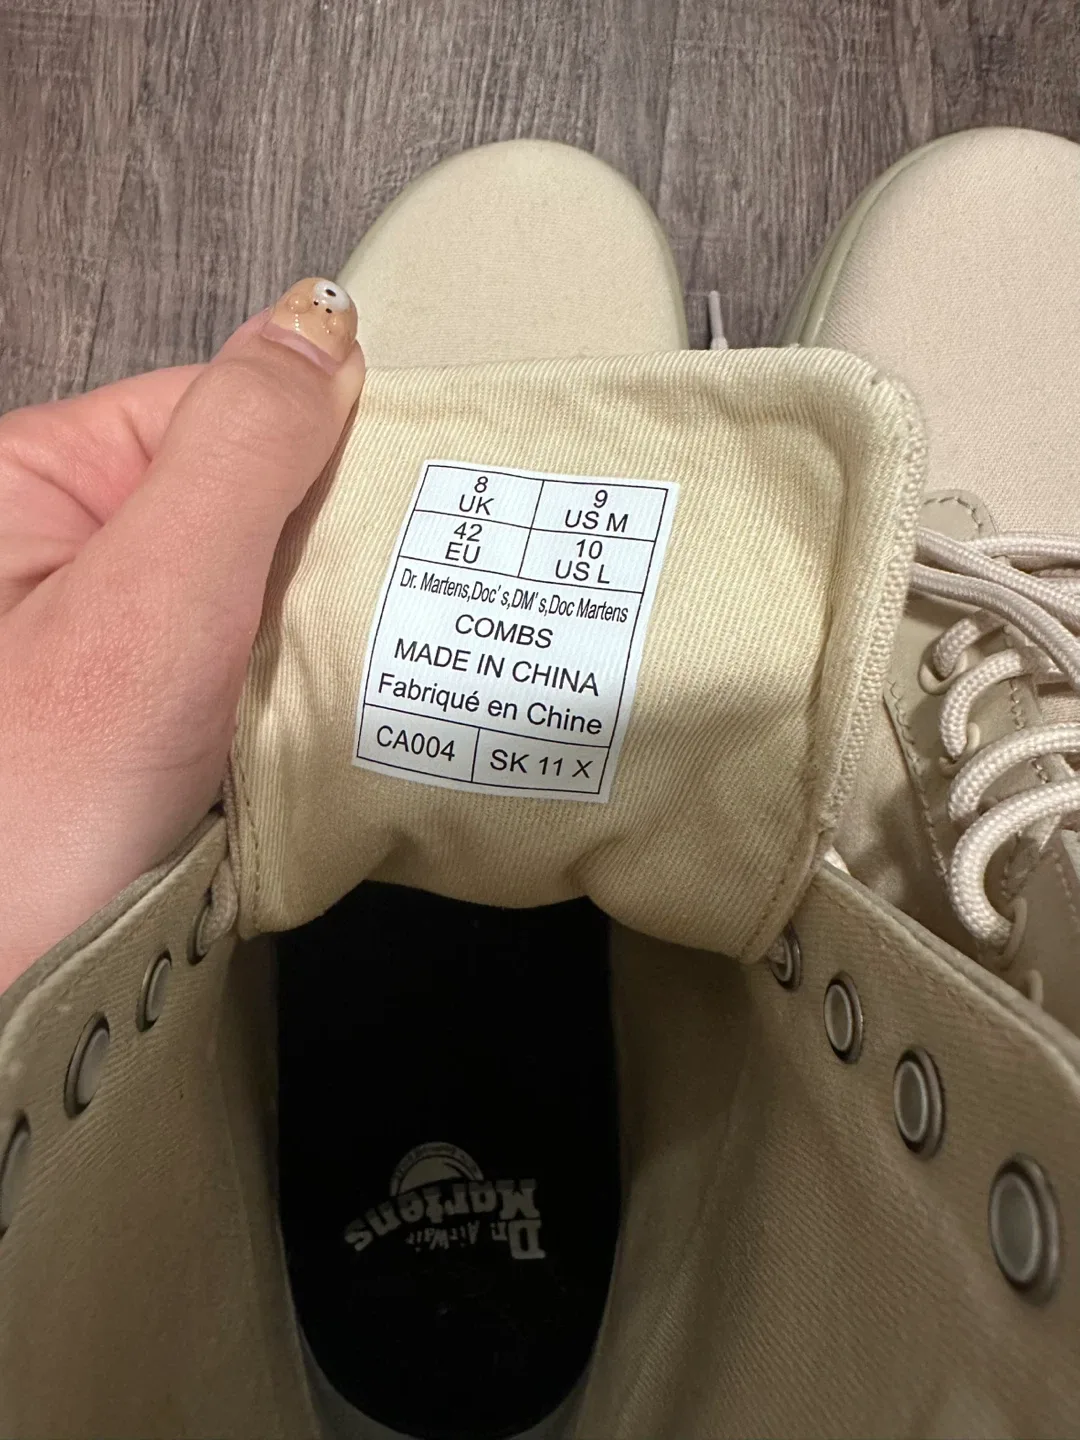 8
UK
9
US M
42
EU
10
US L
Dr. Martens,Doc's,DM's,Doc Martens
COMBS
MADE IN CHINA
Fabriqué en Chine
CA004
SK 11 X
Dr.
Martens
AirWair